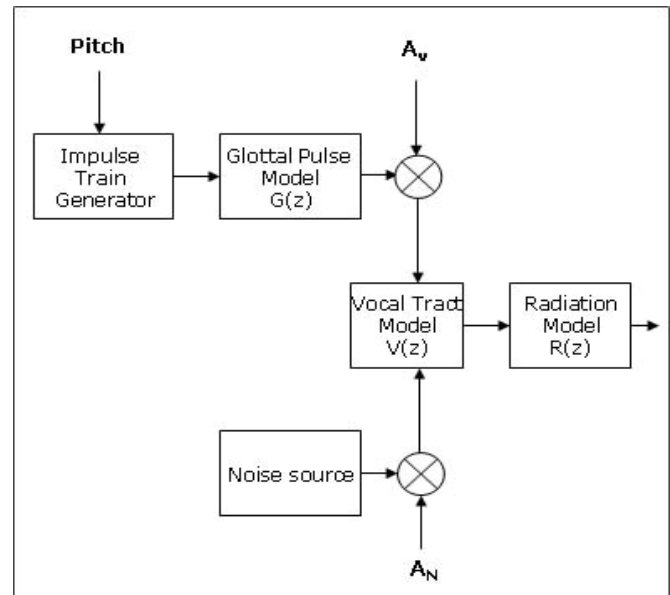 Pitch
Av
Impulse
Train
Generator
Glottal Pulse
Model
G(z)
Vocal Tract
Model
V(z)
Radiation
Model
R(z)
Noise source
AN